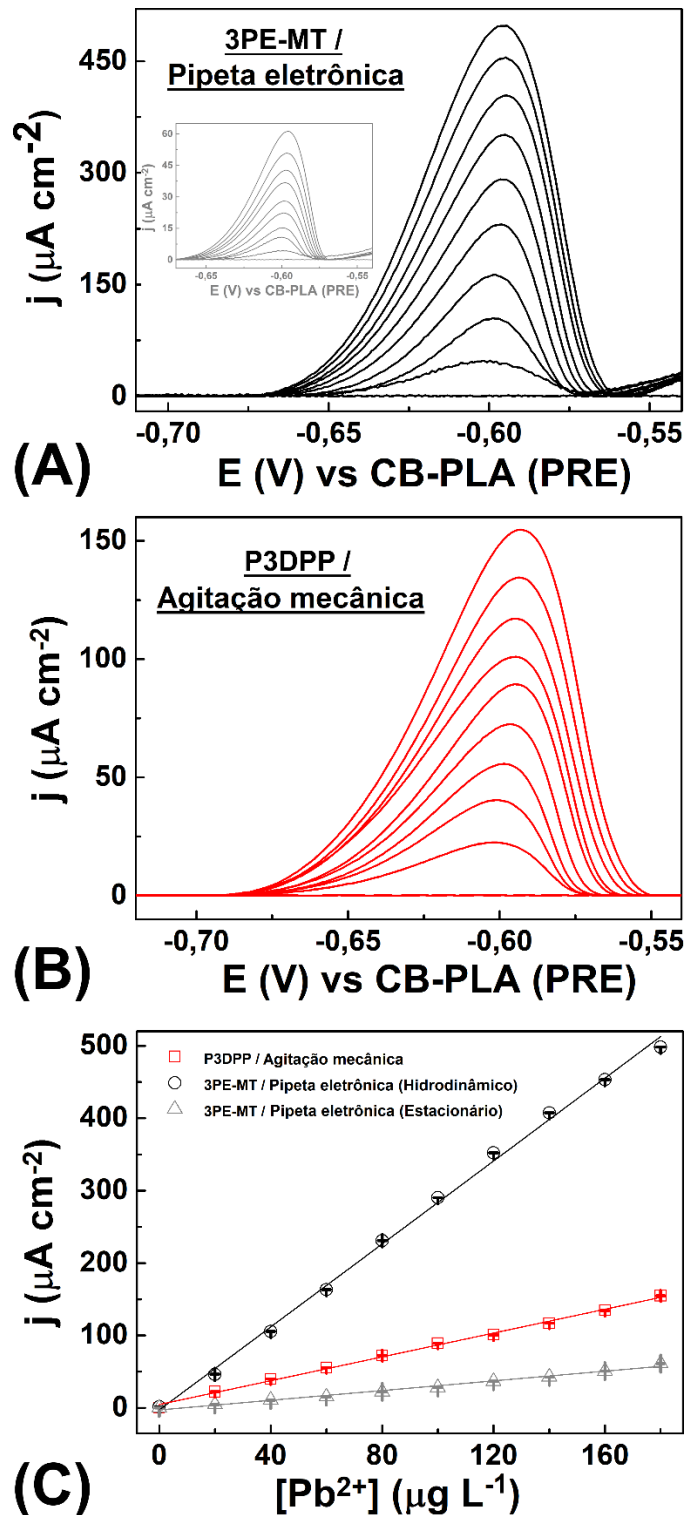 3PE-MT /
Pipeta eletrônica
450
300
150
0
j (μA cm-2)
60
45
30
15
0
j (μA cm-2)
-0,65 -0,60 -0,55
E (V) vs CB-PLA (PRE)
-0,70 -0,65 -0,60 -0,55
E (V) vs CB-PLA (PRE)
(A)
P3DPP /
Agitação mecânica
150
100
50
0
j (μA cm-2)
-0,70 -0,65 -0,60 -0,55
E (V) vs CB-PLA (PRE)
(B)
P3DPP / Agitação mecânica
3PE-MT / Pipeta eletrônica (Hidrodinâmico)
3PE-MT / Pipeta eletrônica (Estacionário)
500
400
300
200
100
0
j (μA cm-2)
0 40 80 120 160
[Pb2+] (μg L-1)
(C)